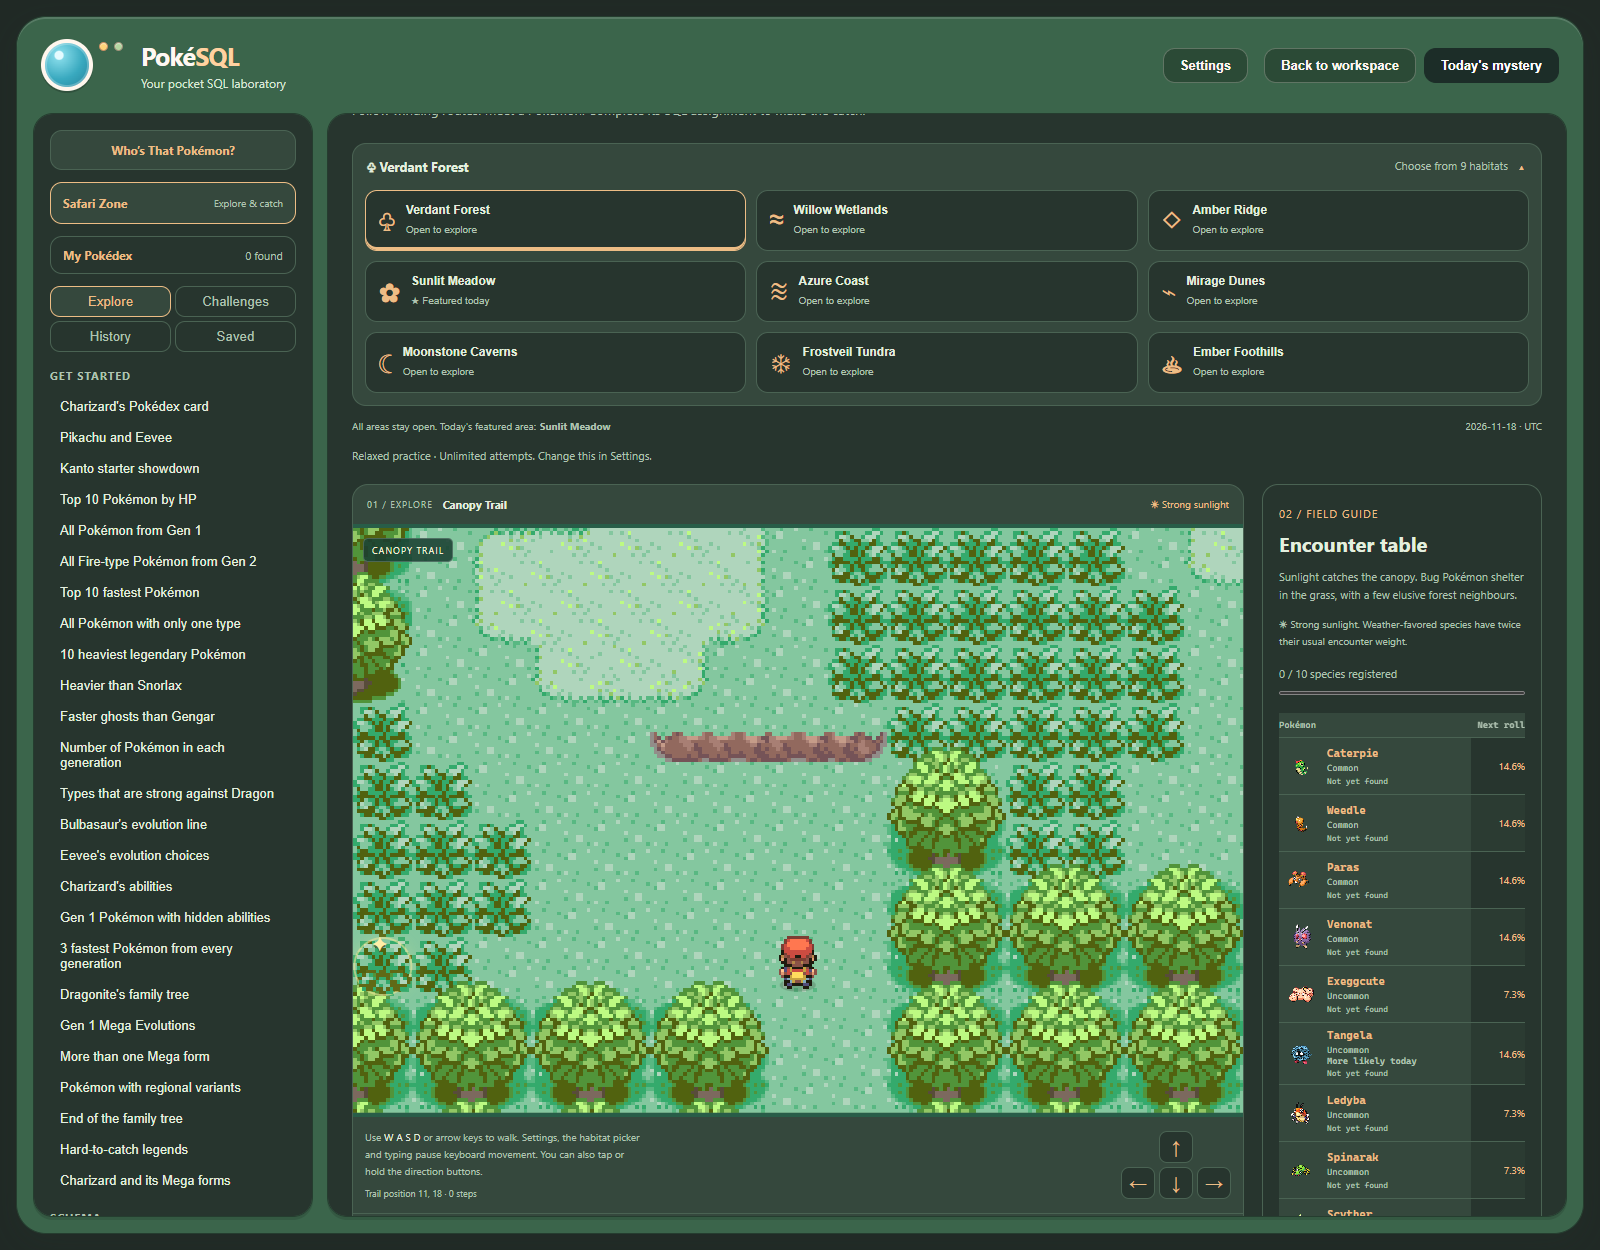 PokéSQL
Your pocket SQL laboratory
Settings
Back to workspace
Today's mystery
Who's That Pokémon?
Safari Zone
Explore & catch
My Pokédex
0 found
Explore
Challenges
History
Saved
GET STARTED
Charizard's Pokédex card
Pikachu and Eevee
Kanto starter showdown
Top 10 Pokémon by HP
All Pokémon from Gen 1
All Fire-type Pokémon from Gen 2
Top 10 fastest Pokémon
All Pokémon with only one type
10 heaviest legendary Pokémon
Heavier than Snorlax
Faster ghosts than Gengar
Number of Pokémon in each
generation
Types that are strong against Dragon
Bulbasaur's evolution line
Eevee's evolution choices
Charizard's abilities
Gen 1 Pokémon with hidden abilities
3 fastest Pokémon from every
generation
Dragonite's family tree
Gen 1 Mega Evolutions
More than one Mega form
Pokémon with regional variants
End of the family tree
Hard-to-catch legends
Charizard and its Mega forms
Verdant Forest
Choose from 9 habitats
Verdant Forest
Open to explore
Willow Wetlands
Open to explore
Amber Ridge
Open to explore
Sunlit Meadow
★ Featured today
Azure Coast
Open to explore
Mirage Dunes
Open to explore
Moonstone Caverns
Open to explore
Frostveil Tundra
Open to explore
Ember Foothills
Open to explore
All areas stay open. Today's featured area: Sunlit Meadow
2026-11-18 · UTC
Relaxed practice · Unlimited attempts. Change this in Settings.
01 / EXPLORE Canopy Trail
☀ Strong sunlight
CANOPY TRAIL
Use W A S D or arrow keys to walk. Settings, the habitat picker
and typing pause keyboard movement. You can also tap or
hold the direction buttons.
Trail position 11, 18 · 0 steps
↑
← ↓ →
02 / FIELD GUIDE
Encounter table
Sunlight catches the canopy. Bug Pokémon shelter
in the grass, with a few elusive forest neighbours.
☀ Strong sunlight. Weather-favored species have twice
their usual encounter weight.
0 / 10 species registered
Pokémon Next roll
Caterpie
Common
Not yet found
14.6%
Weedle
Common
Not yet found
14.6%
Paras
Common
Not yet found
14.6%
Venonat
Common
Not yet found
14.6%
Exeggcute
Uncommon
Not yet found
7.3%
Tangela
Uncommon
More likely today
Not yet found
14.6%
Ledyba
Uncommon
Not yet found
7.3%
Spinarak
Uncommon
Not yet found
7.3%
Scyther